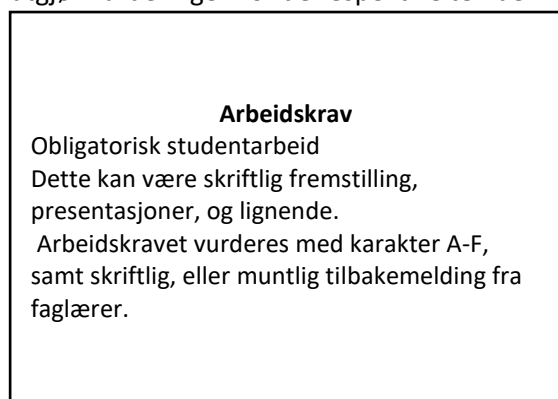 Arbeidskrav
Obligatorisk studentarbeid
Dette kan være skriftlig fremstilling,
presentasjoner, og lignende.
Arbeidskravet vurderes med karakter A-F,
samt skriftlig, eller muntlig tilbakemelding fra
faglærer.